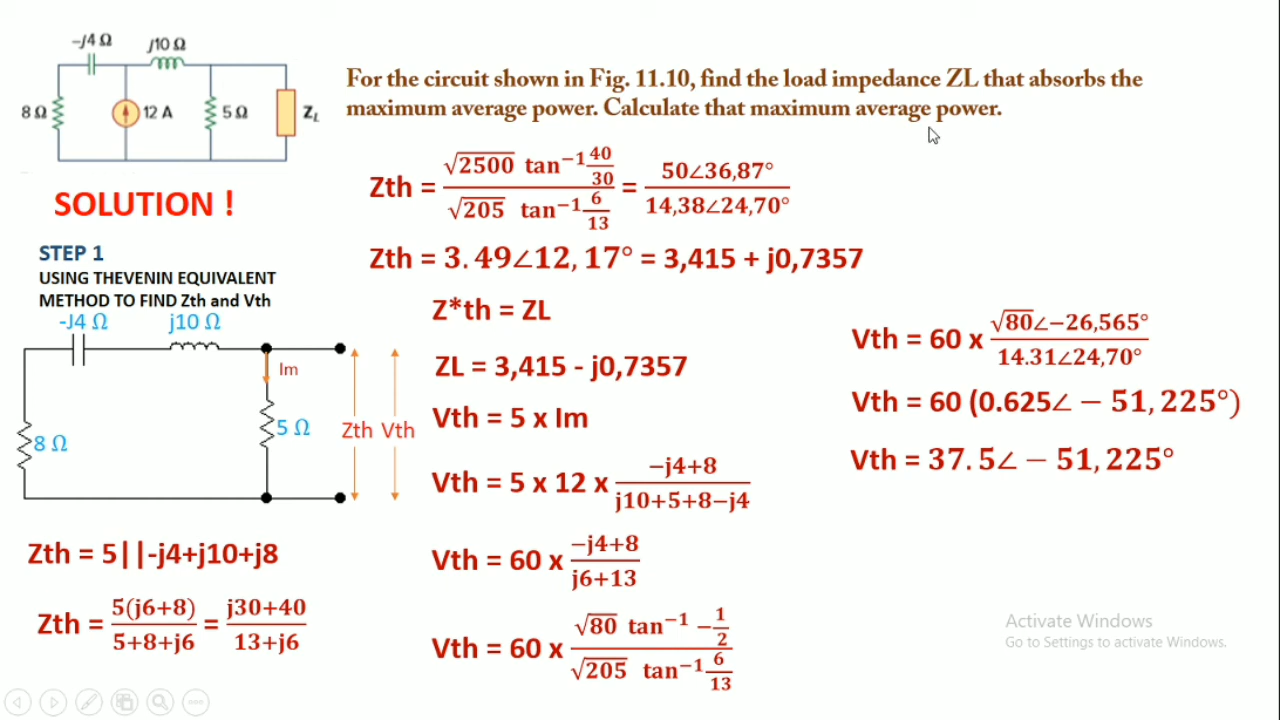 -j4 Ω
j10 Ω
8 Ω
12 A
5 Ω
ZL
For the circuit shown in Fig. 11.10, find the load impedance ZL that absorbs the
maximum average power. Calculate that maximum average power.
SOLUTION !
STEP 1
USING THEVENIN EQUIVALENT
METHOD TO FIND Zth and Vth
-J4 Ω
j10 Ω
Im
8 Ω
5 Ω
Zth Vth
Zth = 5||-j4+j10+j8
Zth = 5(j6+8)/5+8+j6 = j30+40/13+j6
Zth = √2500 tan⁻¹ 40/30 / √205 tan⁻¹ 6/13 = 50∠36,87° / 14,38∠24,70°
Zth = 3.49∠12,17° = 3,415 + j0,7357
Z*th = ZL
ZL = 3,415 - j0,7357
Vth = 5 x Im
Vth = 5 x 12 x −j4+8 / j10+5+8−j4
Vth = 60 x −j4+8 / j6+13
Vth = 60 x √80 tan⁻¹ −1/2 / √205 tan⁻¹ 6/13
Vth = 60 x √80∠−26,565° / 14.31∠24,70°
Vth = 60 (0.625∠ − 51,225°)
Vth = 37.5∠ − 51,225°
Activate Windows
Go to Settings to activate Windows.